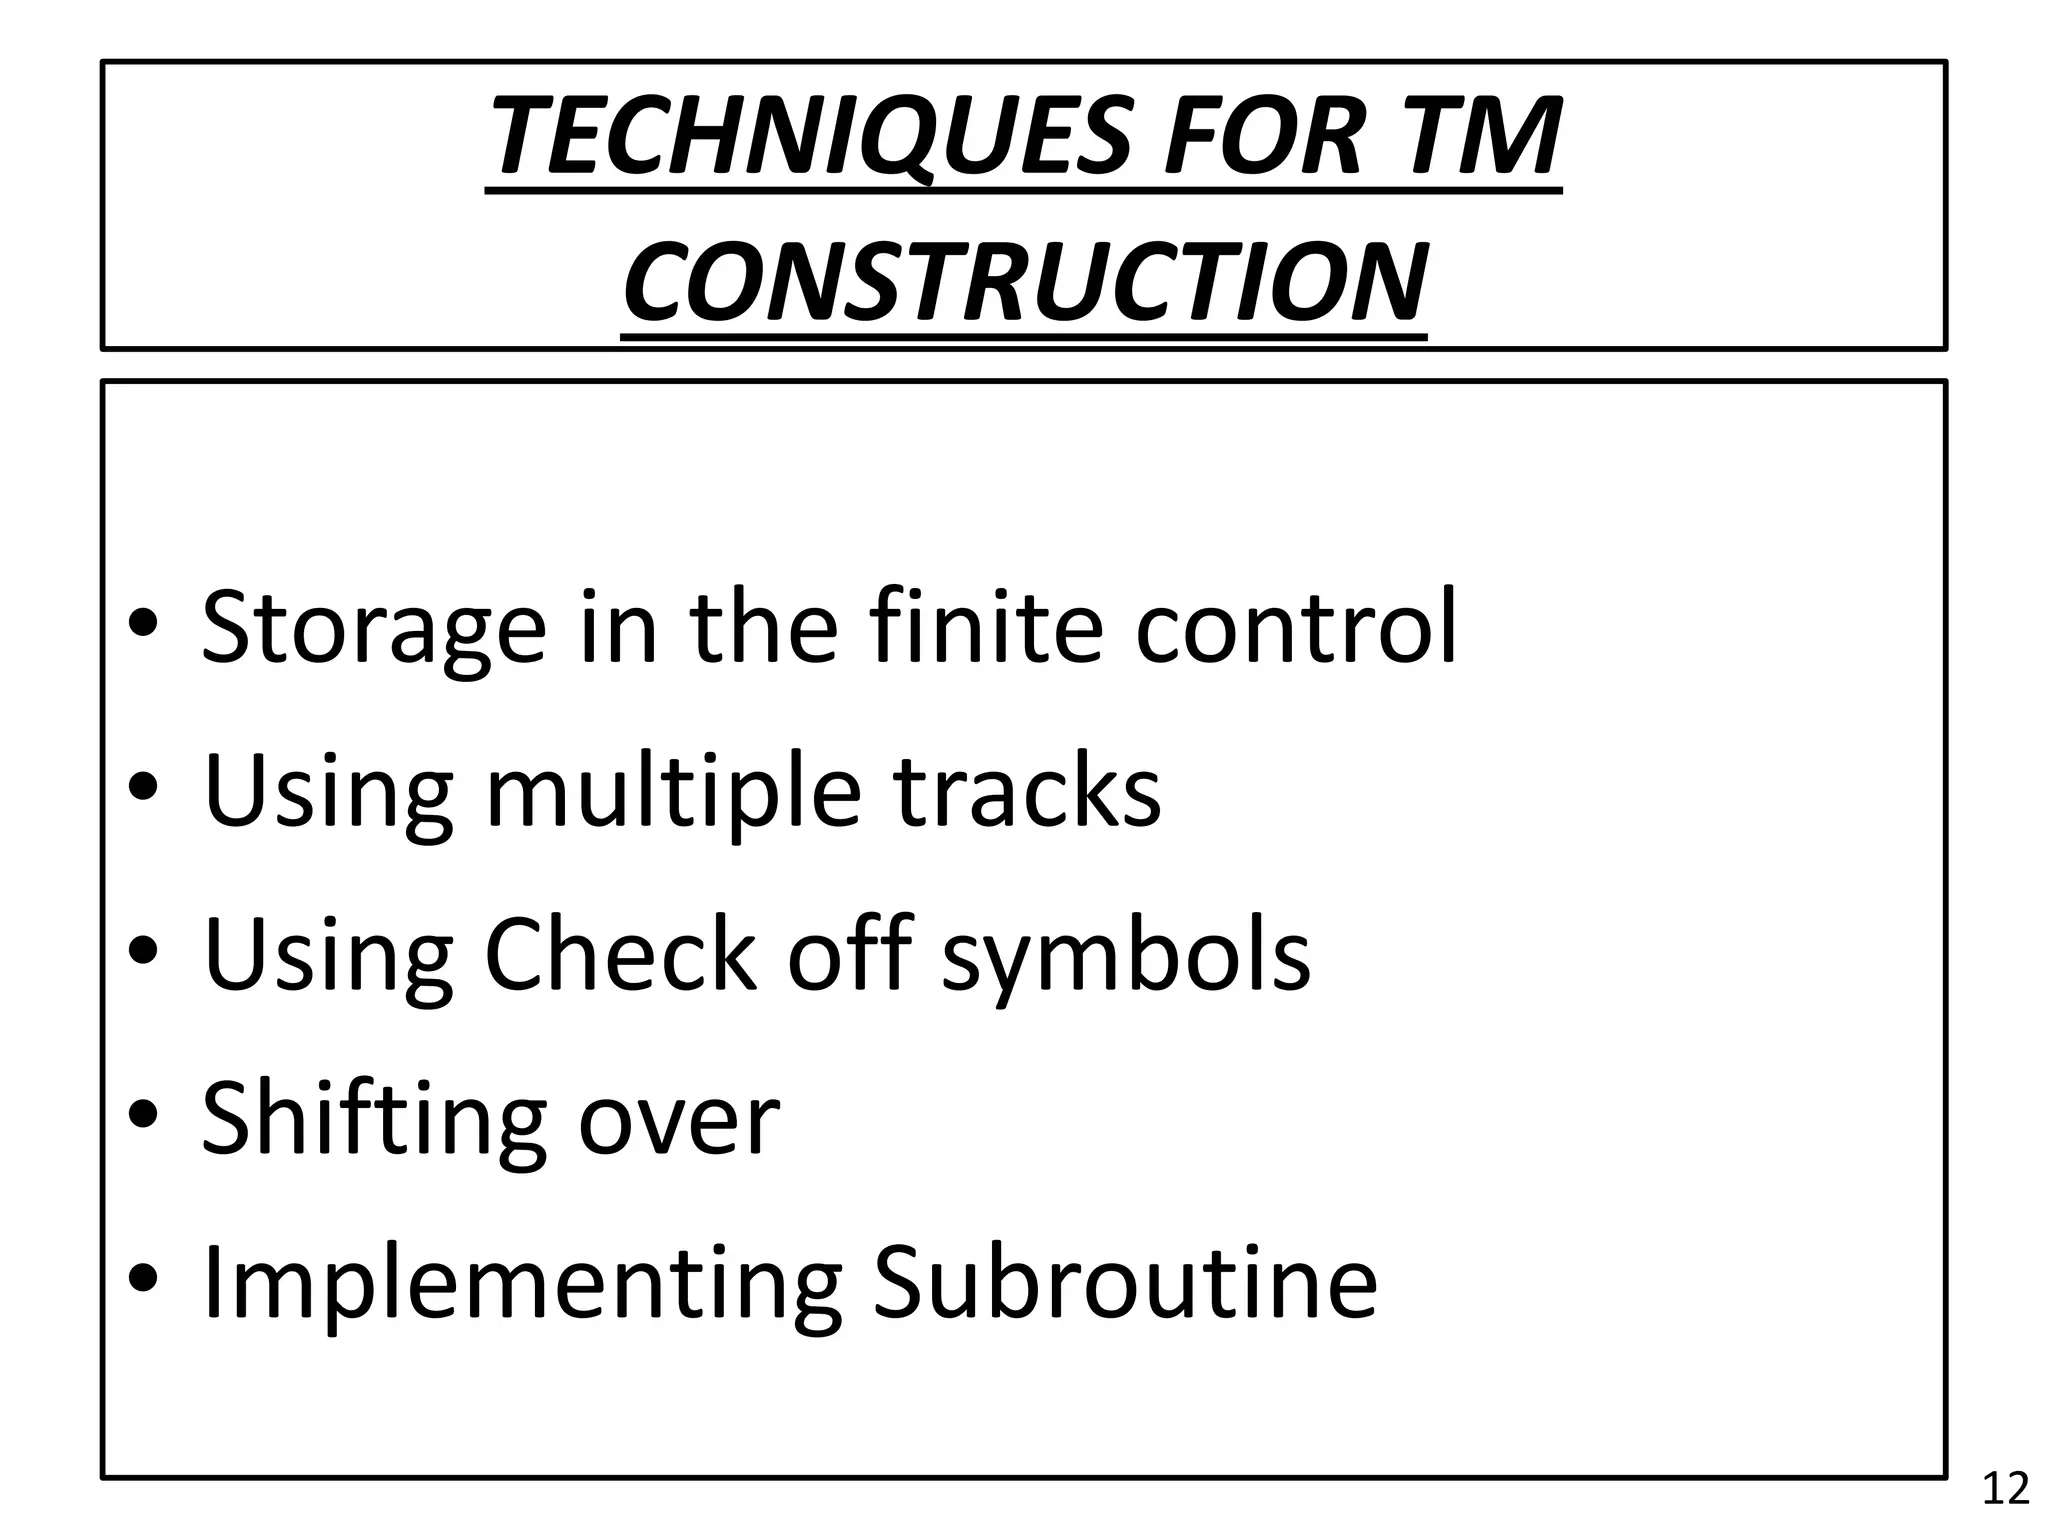 TECHNIQUES FOR TM
CONSTRUCTION
• Storage in the finite control
• Using multiple tracks
• Using Check off symbols
• Shifting over
• Implementing Subroutine
12